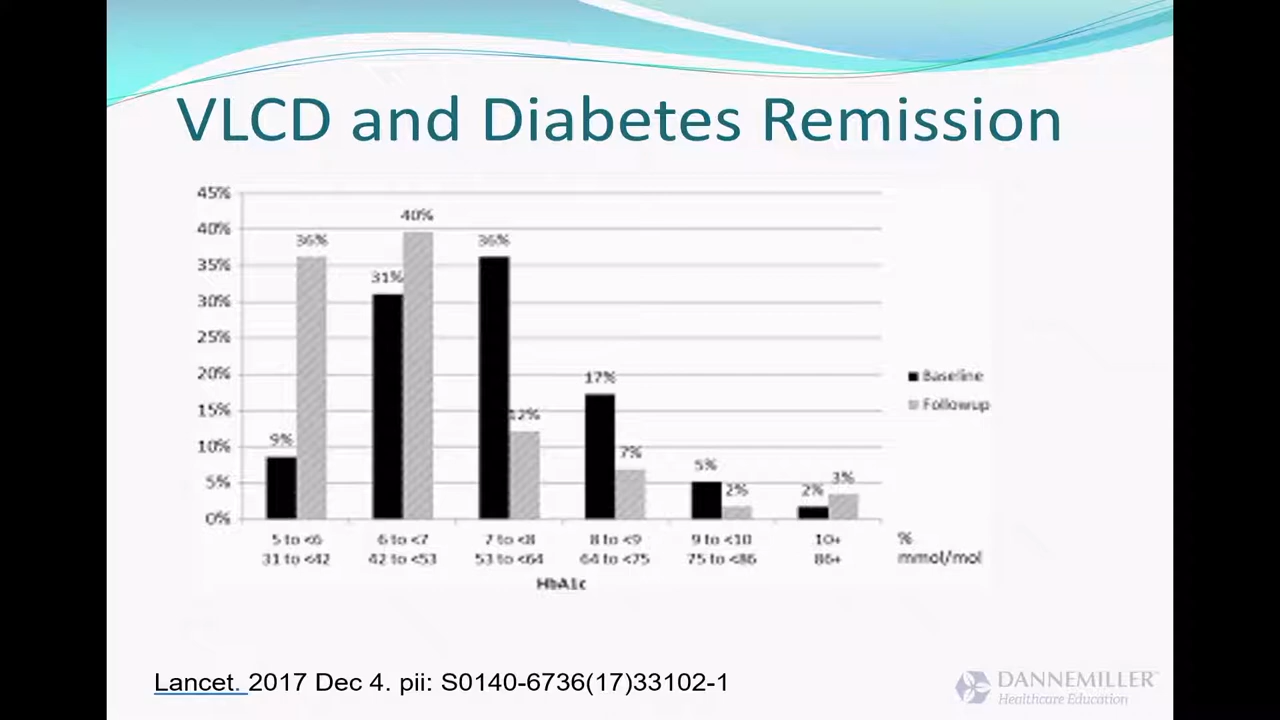 VLCD and Diabetes Remission
45%
40%
35%
30%
25%
20%
15%
10%
5%
0%
9%
36%
31%
40%
36%
12%
17%
7%
5%
2%
2%
3%
Baseline
Followup
5 to <6
6 to <7
7 to <8
8 to <9
9 to <10
10+
%
31 to <42
42 to <53
53 to <64
64 to <75
75 to <86
86+
mmol/mol
HbA1c
Lancet. 2017 Dec 4. pii: S0140-6736(17)33102-1
DANNEMILLER
Healthcare Education